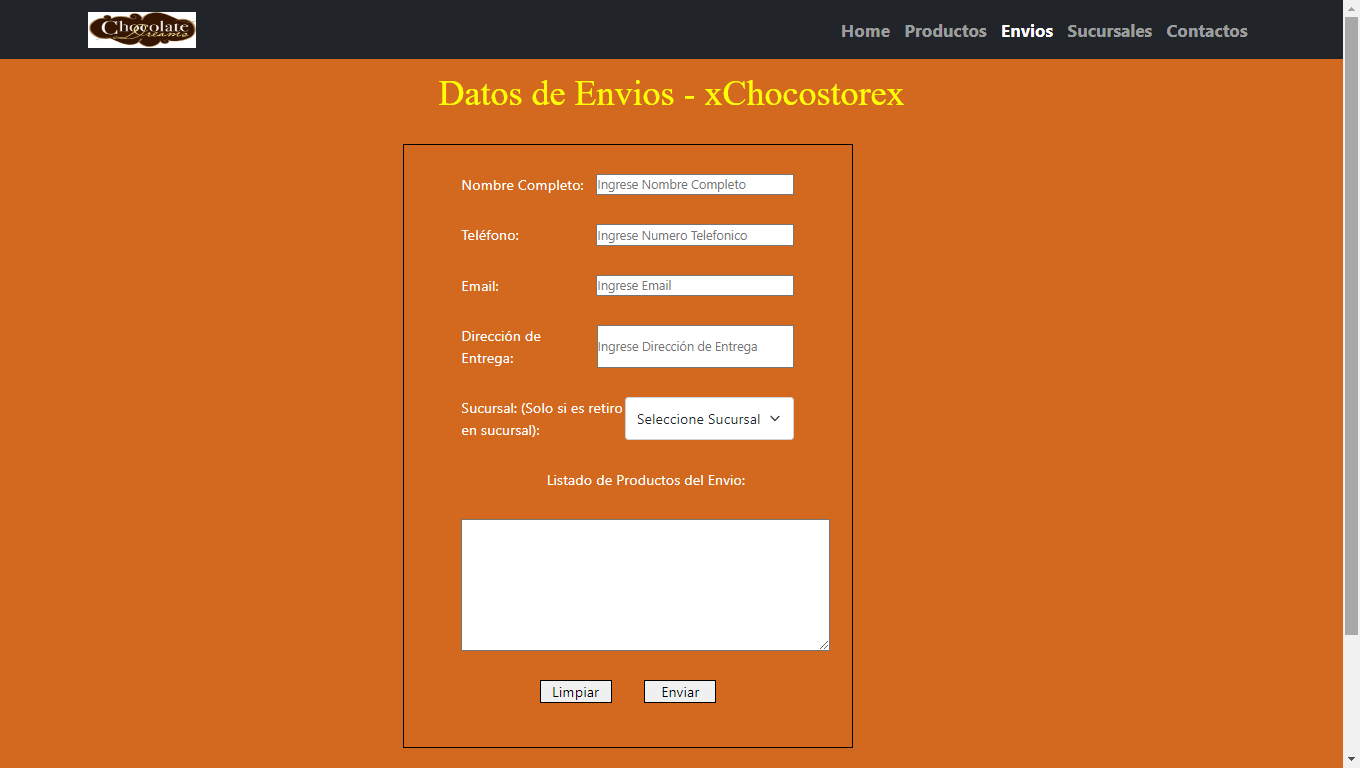 Chocolate
Dreams
Home Productos Envios Sucursales Contactos
Datos de Envios - xChocostorex
Nombre Completo: Ingrese Nombre Completo
Teléfono: Ingrese Numero Telefonico
Email: Ingrese Email
Dirección de
Entrega:
Ingrese Dirección de Entrega
Sucursal: (Solo si es retiro
en sucursal):
Seleccione Sucursal
Listado de Productos del Envio:
Limpiar Enviar